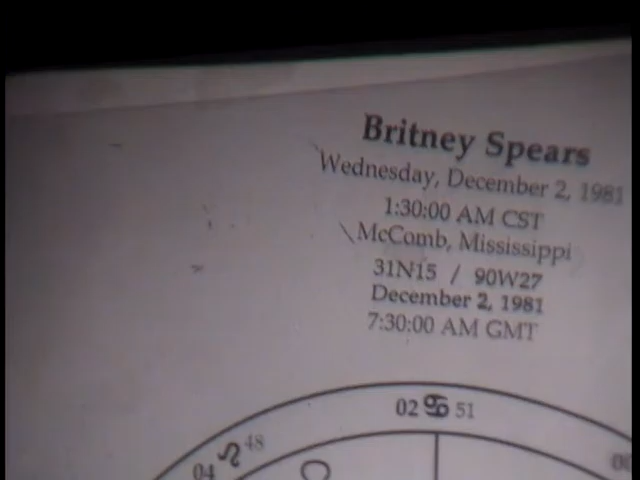 Britney Spears
Wednesday, December 2, 1981
1:30:00 AM CST
McComb, Mississippi
31N15 / 90W27
December 2, 1981
7:30:00 AM GMT
02 ♋ 51
04 ♌ 48